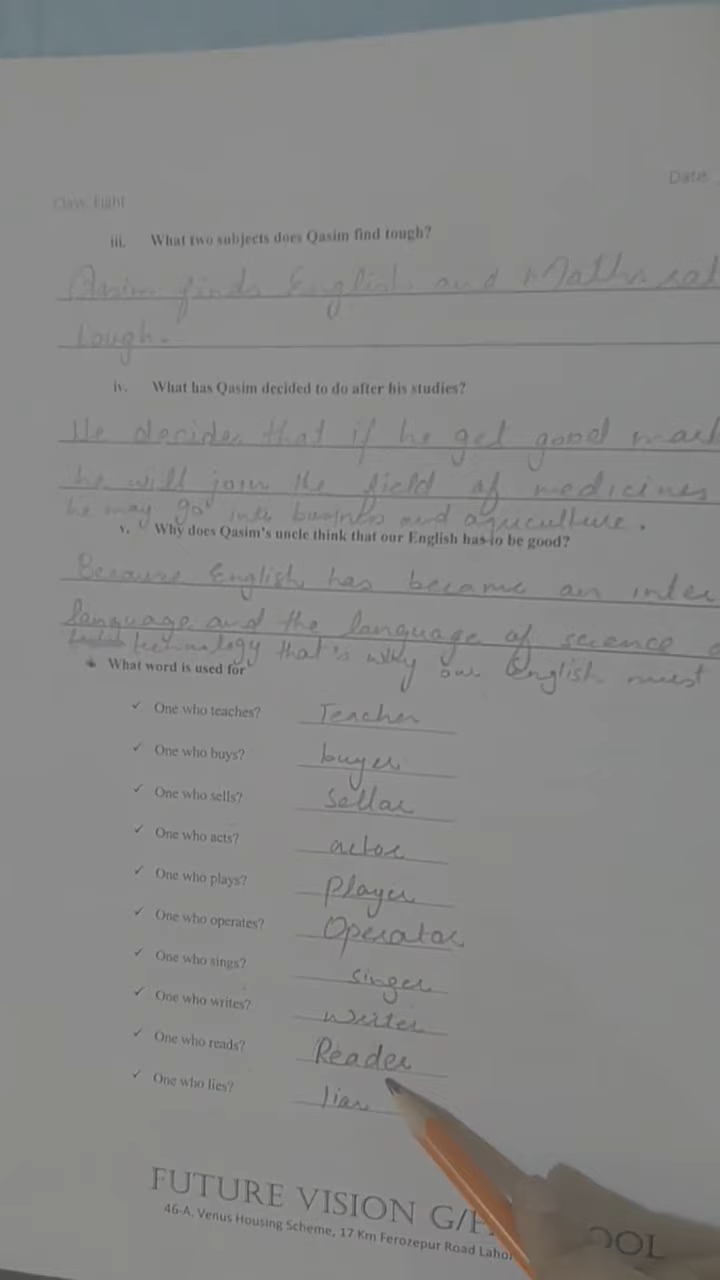 Date:
Class: Eight
iii. What two subjects does Qasim find tough?
Qasim finds English and Maths
tough.
iv. What has Qasim decided to do after his studies?
He decides that if he get good
he will join the field of medicines
he may go into business and agriculture.
v. Why does Qasim's uncle think that our English has to be good?
Because English has became an
language and the language of science
technology that's why our English must
What word is used for
✓ One who teaches? Teacher
✓ One who buys? buyer
✓ One who sells? Sellar
✓ One who acts? actor
✓ One who plays? Player
✓ One who operates? Operator
✓ One who sings? singer
✓ One who writes? Writer
✓ One who reads? Reader
✓ One who lies? liar
FUTURE VISION
46-A, Venus Housing Scheme, 17 Km Ferozepur Road